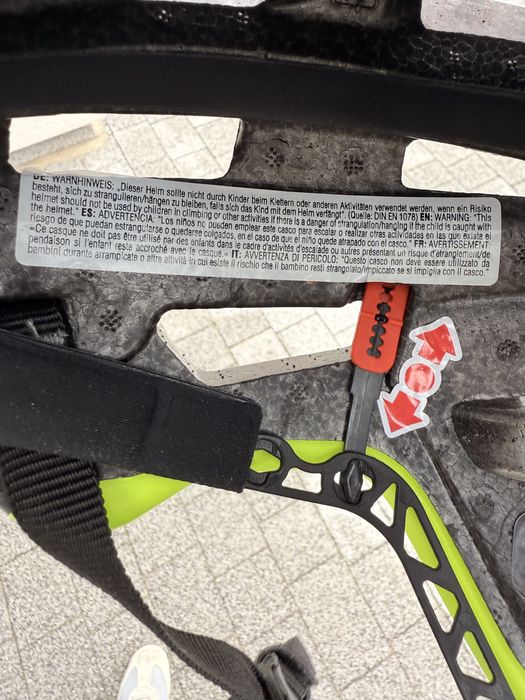 DE: WARNHINWEIS: „Dieser Helm sollte nicht durch Kinder beim Klettern oder anderen Aktivitäten verwendet werden, wenn ein Risiko
besteht, sich zu strangulieren/hängen zu bleiben, falls sich das Kind mit dem Helm verfängt“. (Quelle: DIN EN 1078) EN: WARNING: “This
helmet should not be used by children in climbing or other activities if there is a danger of strangulation/hanging if the child is caught with
the helmet.” ES: ADVERTENCIA: "Los niños no pueden emplear este casco para escalar o realizar otras actividades en las que exista el
riesgo de que puedan estrangularse o quedarse colgados, en el caso de que el niño quede atrapado con el casco." FR: AVERTISSEMENT
«Ce casque ne doit pas être utilisé par des enfants dans le cadre d'activités d'escalade ou autres présentant un risque d'étranglement/de
pendaison si l'enfant reste accroché avec le casque.» IT: AVVERTENZA DI PERICOLO: "Questo casco non deve essere utilizzato da
bambini durante arrampicate o altre attività in cui esiste il rischio che il bambino resti strangolato/impiccato se si impiglia con il casco."